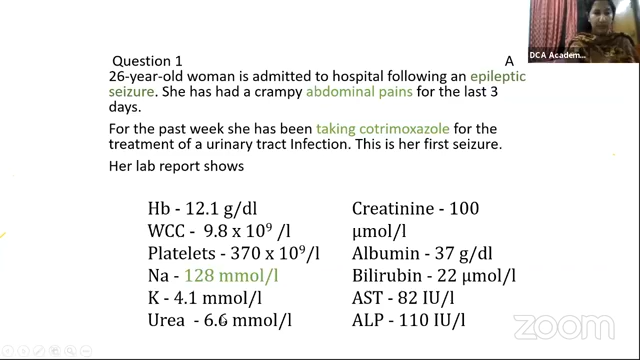 Question 1 A
26-year-old woman is admitted to hospital following an epileptic
seizure. She has had a crampy abdominal pains for the last 3
days.
For the past week she has been taking cotrimoxazole for the
treatment of a urinary tract Infection. This is her first seizure.
Her lab report shows
Hb - 12.1 g/dl
WCC - 9.8 x 10⁹ /l
Platelets - 370 x 10⁹/l
Na - 128 mmol/l
K - 4.1 mmol/l
Urea - 6.6 mmol/l
Creatinine - 100
μmol/l
Albumin - 37 g/dl
Bilirubin - 22 μmol/l
AST - 82 IU/l
ALP - 110 IU/l
DCA Academ...
zoom